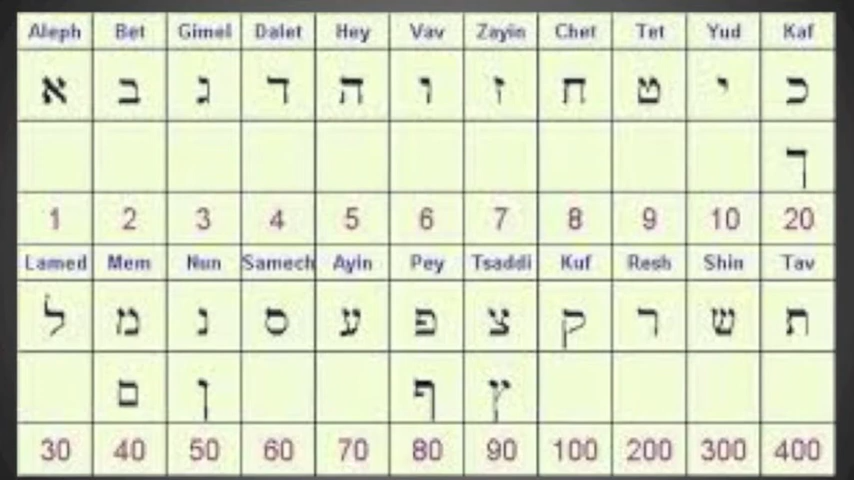 Aleph Bet Gimel Dalet Hey Vav Zayin Chet Tet Yud Kaf
א ב ג ד ה ו ז ח ט י כ
ך
1 2 3 4 5 6 7 8 9 10 20
Lamed Mem Nun Samech Ayin Pey Tsaddi Kuf Resh Shin Tav
ל מ נ ס ע פ צ ק ר ש ת
ם ן ף ץ
30 40 50 60 70 80 90 100 200 300 400